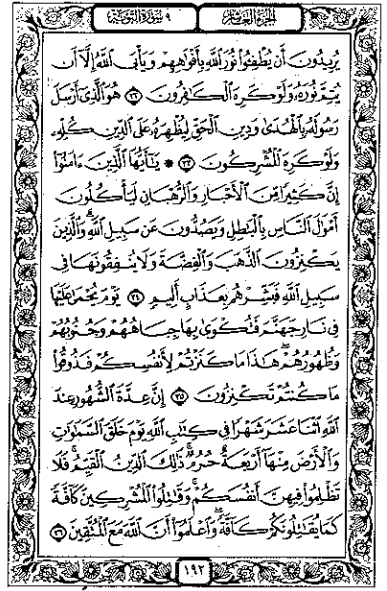 الجزء العاشر ٩ سورة التوبة
يُرِيدُونَ أَن يُطْفِـُٔوا۟ نُورَ ٱللَّهِ بِأَفْوَٰهِهِمْ وَيَأْبَى ٱللَّهُ إِلَّآ أَن
يُتِمَّ نُورَهُۥ وَلَوْ كَرِهَ ٱلْكَٰفِرُونَ ٣٢ هُوَ ٱلَّذِىٓ أَرْسَلَ
رَسُولَهُۥ بِٱلْهُدَىٰ وَدِينِ ٱلْحَقِّ لِيُظْهِرَهُۥ عَلَى ٱلدِّينِ كُلِّهِۦ
وَلَوْ كَرِهَ ٱلْمُشْرِكُونَ ٣٣ ۞ يَٰٓأَيُّهَا ٱلَّذِينَ ءَامَنُوٓا۟
إِنَّ كَثِيرًا مِّنَ ٱلْأَحْبَارِ وَٱلرُّهْبَانِ لَيَأْكُلُونَ
أَمْوَٰلَ ٱلنَّاسِ بِٱلْبَٰطِلِ وَيَصُدُّونَ عَن سَبِيلِ ٱللَّهِ ۗ وَٱلَّذِينَ
يَكْنِزُونَ ٱلذَّهَبَ وَٱلْفِضَّةَ وَلَا يُنفِقُونَهَا فِى
سَبِيلِ ٱللَّهِ فَبَشِّرْهُم بِعَذَابٍ أَلِيمٍ ٣٤ يَوْمَ يُحْمَىٰ عَلَيْهَا
فِى نَارِ جَهَنَّمَ فَتُكْوَىٰ بِهَا جِبَاهُهُمْ وَجُنُوبُهُمْ
وَظُهُورُهُمْ ۖ هَٰذَا مَا كَنَزْتُمْ لِأَنفُسِكُمْ فَذُوقُوا۟
مَا كُنتُمْ تَكْنِزُونَ ٣٥ إِنَّ عِدَّةَ ٱلشُّهُورِ عِندَ
ٱللَّهِ ٱثْنَا عَشَرَ شَهْرًا فِى كِتَٰبِ ٱللَّهِ يَوْمَ خَلَقَ ٱلسَّمَٰوَٰتِ
وَٱلْأَرْضَ مِنْهَآ أَرْبَعَةٌ حُرُمٌ ۚ ذَٰلِكَ ٱلدِّينُ ٱلْقَيِّمُ ۚ فَلَا
تَظْلِمُوا۟ فِيهِنَّ أَنفُسَكُمْ ۚ وَقَٰتِلُوا۟ ٱلْمُشْرِكِينَ كَآفَّةً
كَمَا يُقَٰتِلُونَكُمْ كَآفَّةً ۚ وَٱعْلَمُوٓا۟ أَنَّ ٱللَّهَ مَعَ ٱلْمُتَّقِينَ ٣٦
١٩٢